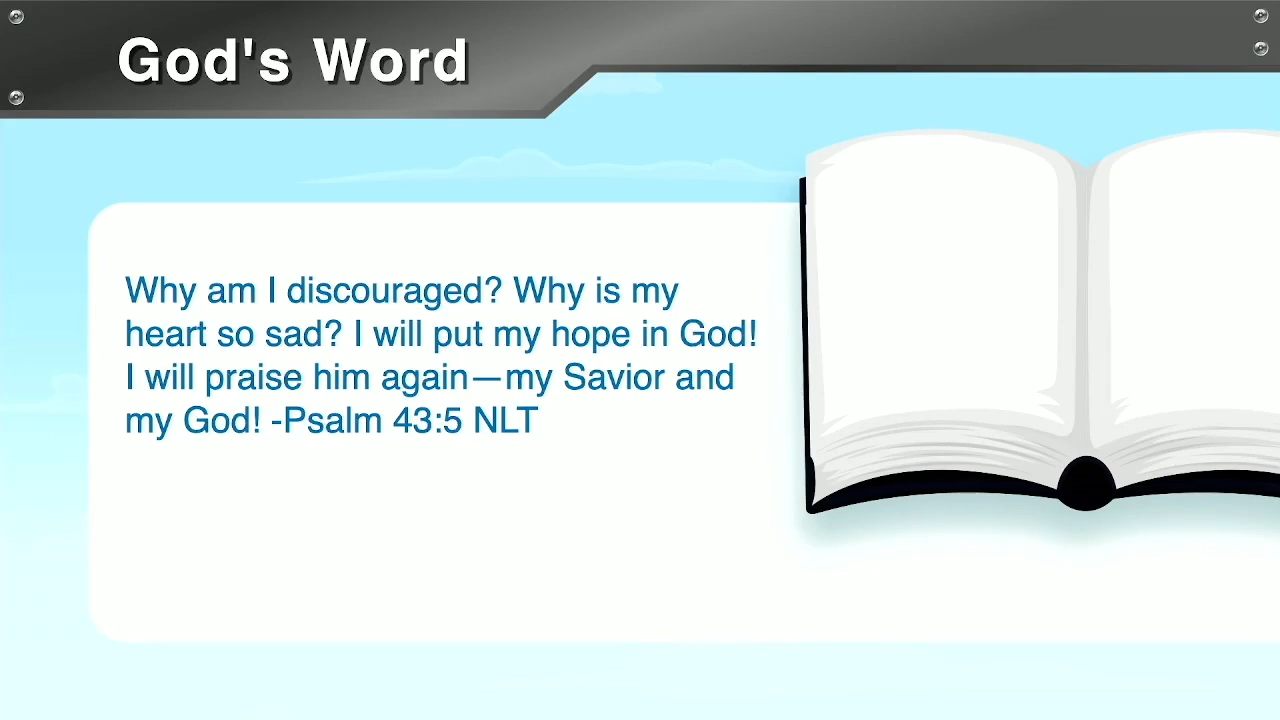 God's Word
Why am I discouraged? Why is my
heart so sad? I will put my hope in God!
I will praise him again—my Savior and
my God! -Psalm 43:5 NLT